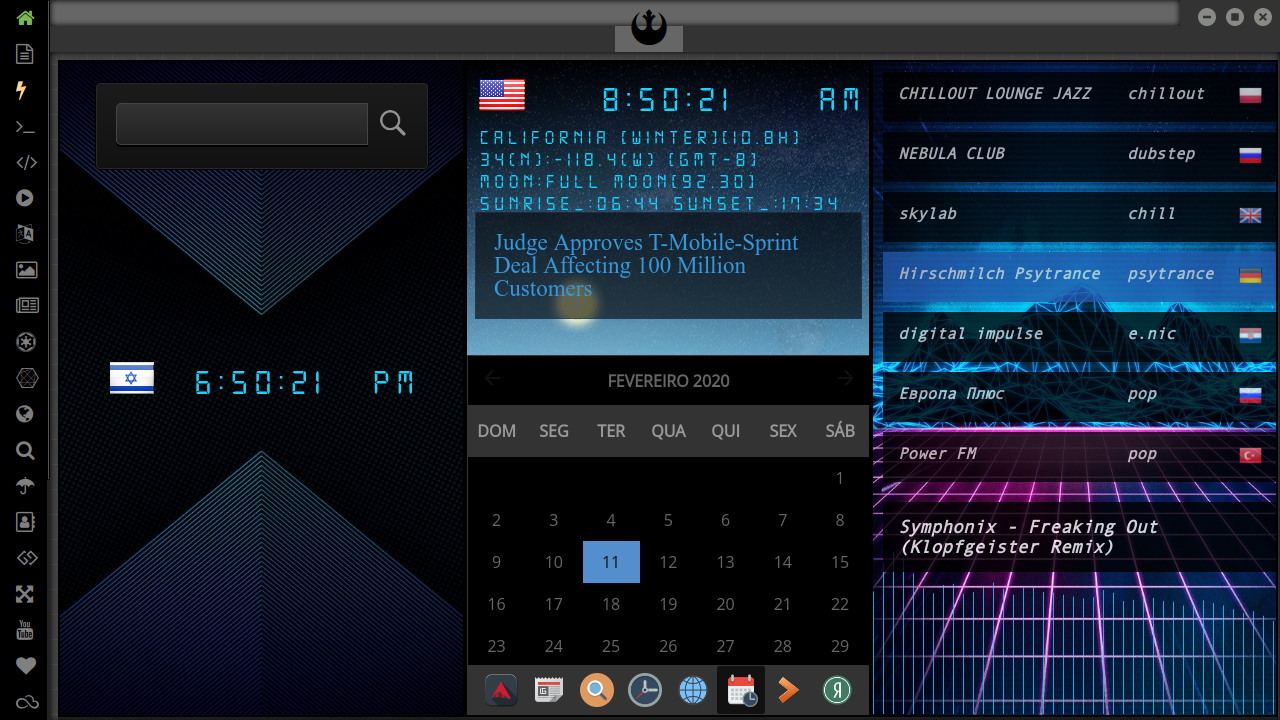 8:50:21 AM
CALIFORNIA [WINTER][10.8H]
34[N]:-118.4[W] [GMT-8]
MOON:FULL MOON[92.30]
SUNRISE_:06:44 SUNSET_:17:34
Judge Approves T-Mobile-Sprint
Deal Affecting 100 Million
Customers
6:50:21 PM
FEVEREIRO 2020
DOM SEG TER QUA QUI SEX SÁB
1
2 3 4 5 6 7 8
9 10 11 12 13 14 15
16 17 18 19 20 21 22
23 24 25 26 27 28 29
CHILLOUT LOUNGE JAZZ chillout
NEBULA CLUB dubstep
skylab chill
Hirschmilch Psytrance psytrance
digital impulse e.nic
Европа Плюс pop
Power FM pop
Symphonix - Freaking Out
(Klopfgeister Remix)
You
Tube
Я